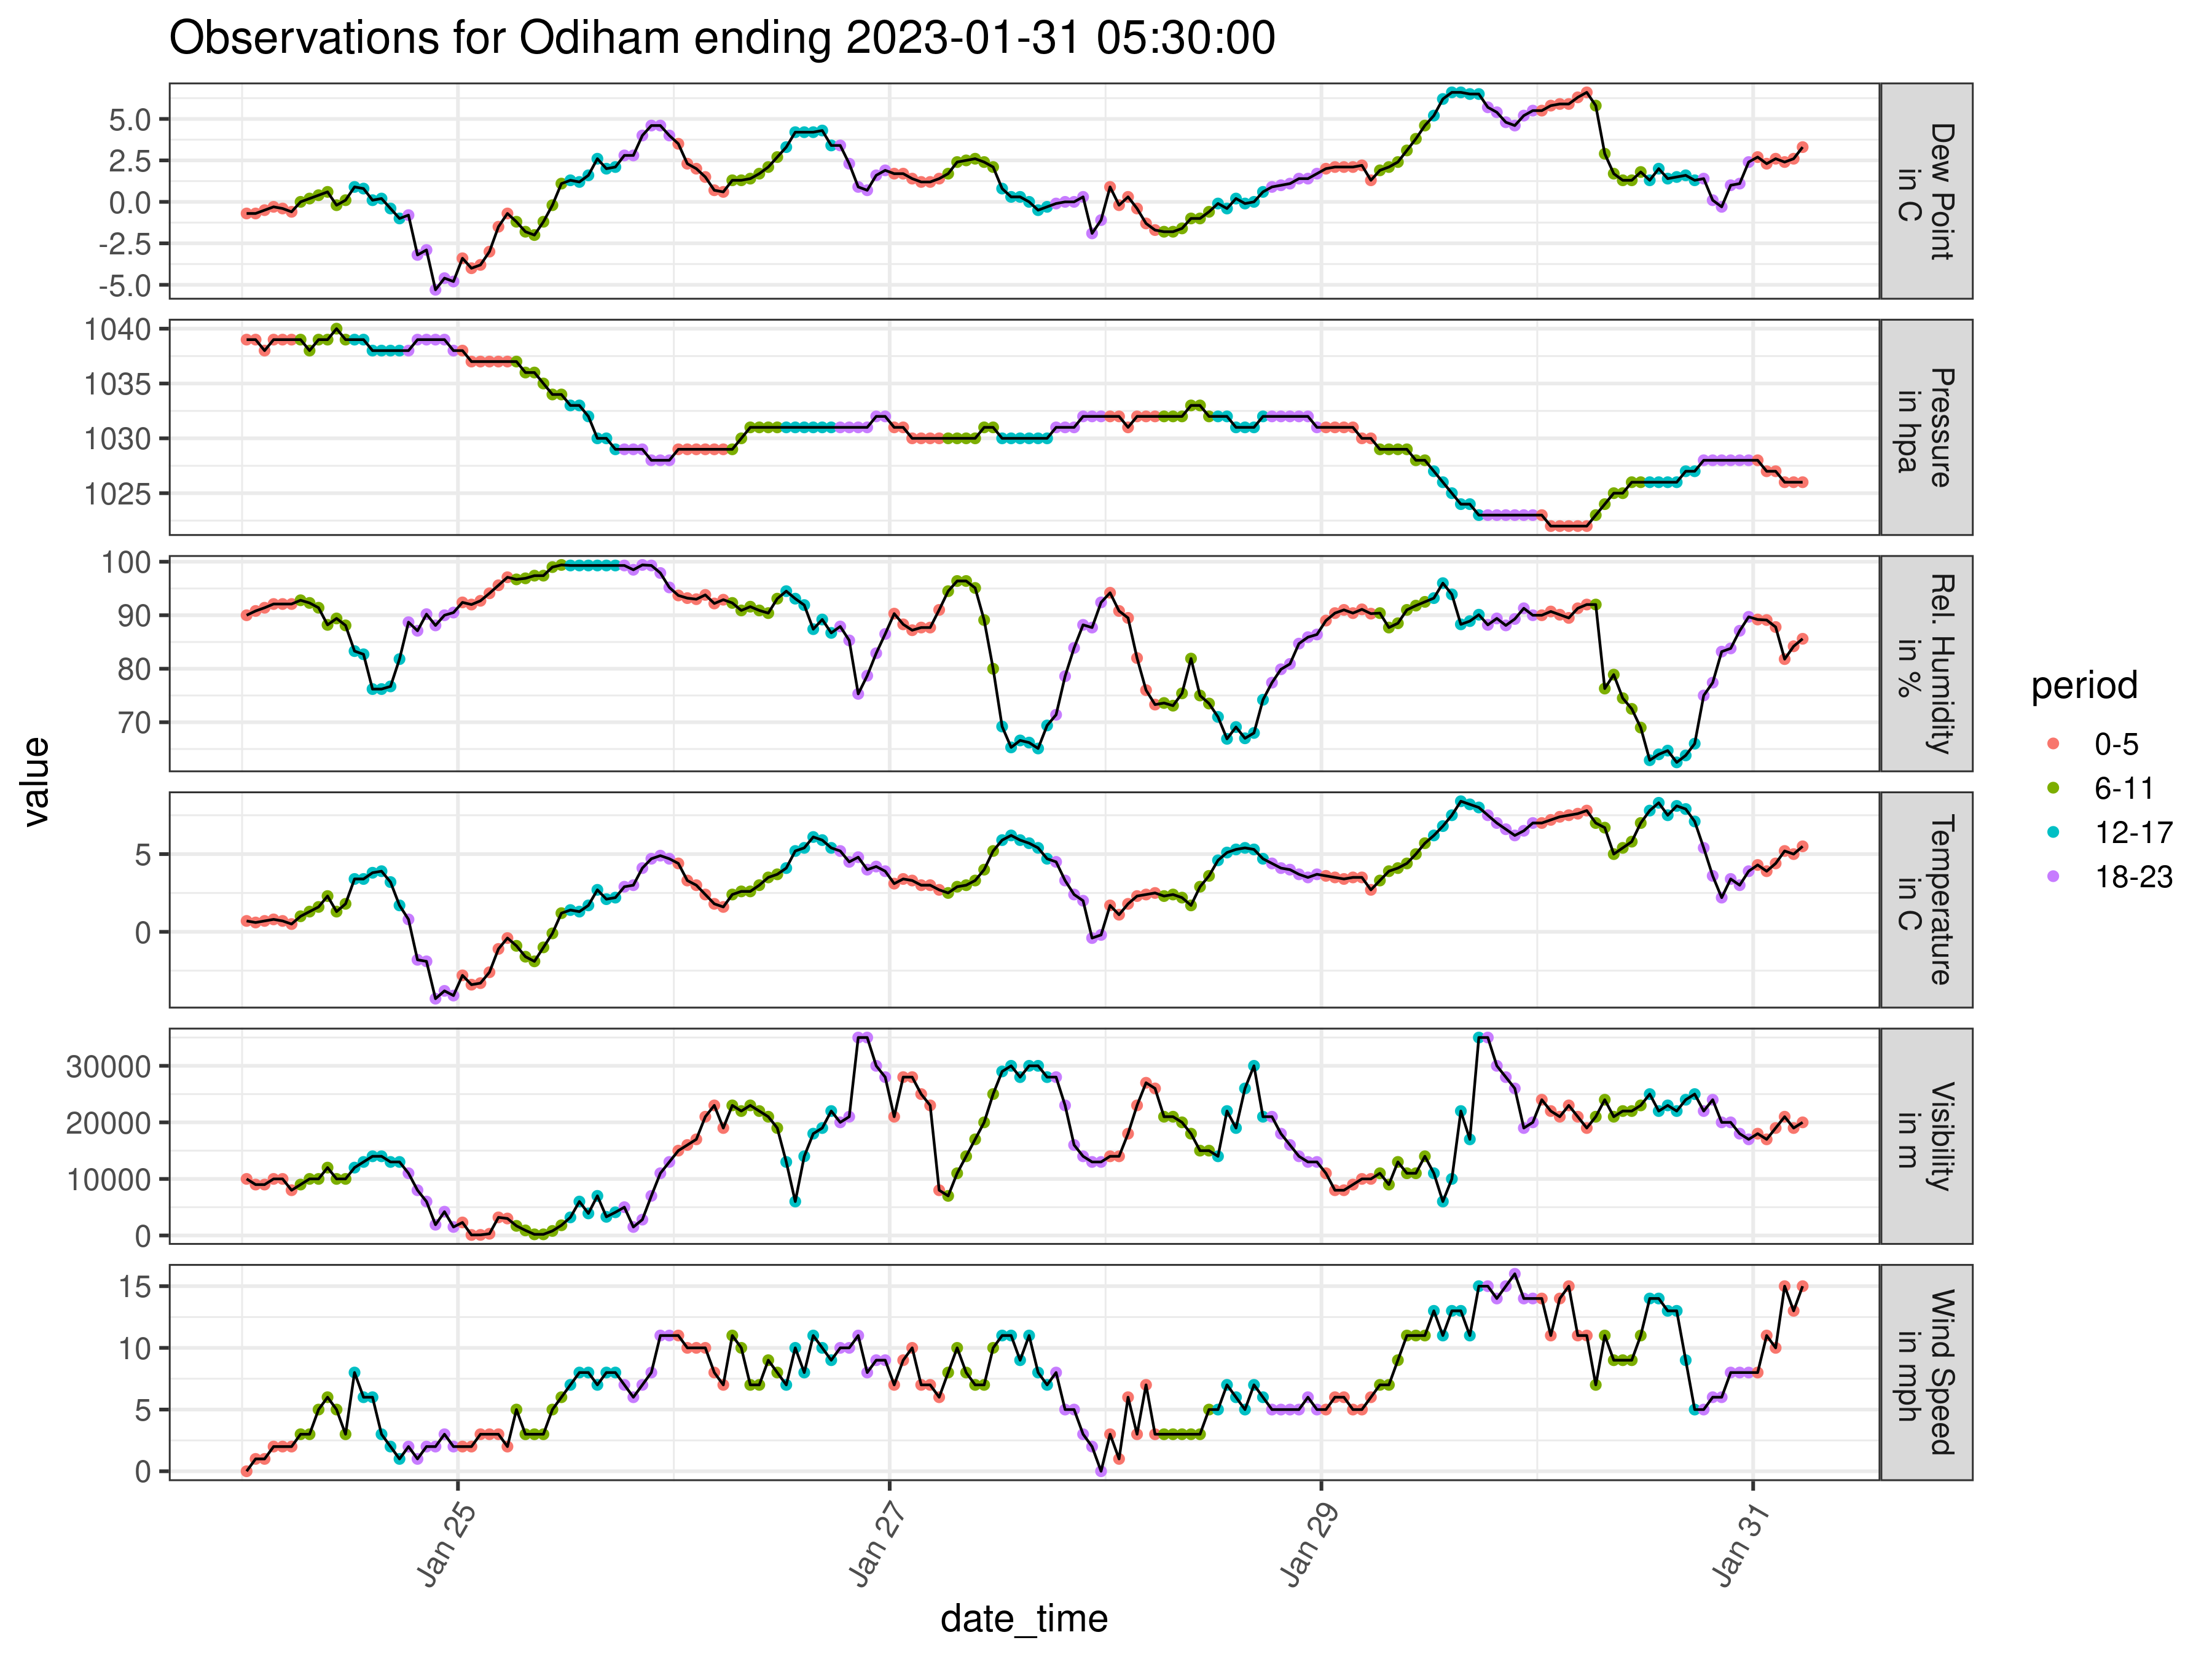 Observations for Odiham ending 2023-01-31 05:30:00
value
5.0
2.5
0.0
-2.5
-5.0
Dew Point
in C
1040
1035
1030
1025
Pressure
in hpa
100
90
80
70
Rel. Humidity
in %
5
0
Temperature
in C
30000
20000
10000
0
Visibility
in m
15
10
5
0
Wind Speed
in mph
Jan 25
Jan 27
Jan 29
Jan 31
date_time
period
0-5
6-11
12-17
18-23